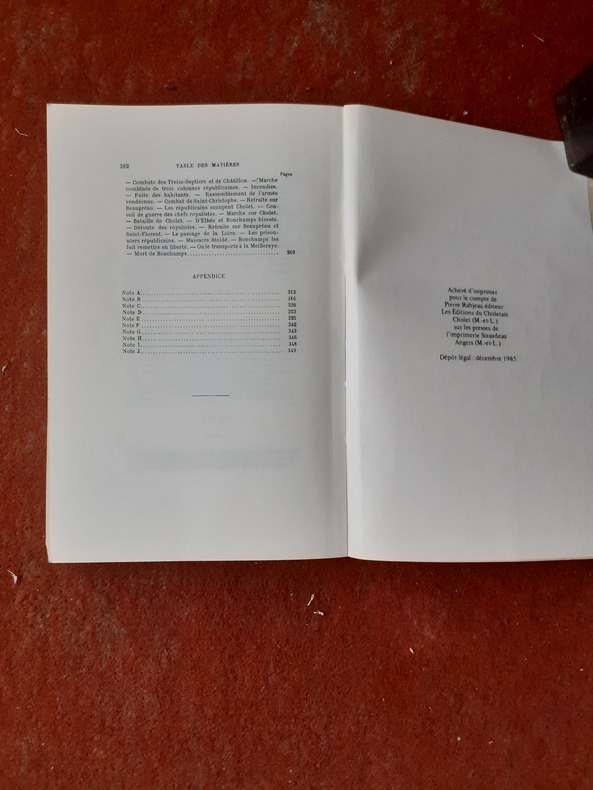 362 TABLE DES MATIÈRES
Pages
— Combats des Treize-Septiers et de Châtillon. — Marche
combinée de trois colonnes républicaines. — Incendies.
— Fuite des habitants. — Rassemblement de l'armée
vendéenne. — Combat de Saint-Christophe. — Retraite sur
Beaupréau. — Les républicains occupent Cholet. — Con-
seil de guerre des chefs royalistes. — Marche sur Cholet.
— Bataille de Cholet. — D'Elbée et Bonchamps blessés.
— Déroute des royalistes. — Retraite sur Beaupréau et
Saint-Florent. — Le passage de la Loire. — Les prison-
niers républicains. — Massacre décidé. — Bonchamps les
fait remettre en liberté. — On le transporte à la Meilleraye.
— Mort de Bonchamps. 269
APPENDICE
Note A. 313
Note B 316
Note C. 320
Note D 333
Note E 335
Note F 342
Note G 343
Note H 346
Note I. 348
Note J. 349
Achevé d'imprimer
pour le compte de
Pierre Rabjeau éditeur
Les Éditions du Choletais
Cholet (M.-et-L.)
sur les presses de
l'imprimerie Siraudeau
Angers (M.-et-L.)
Dépôt légal : décembre 1985